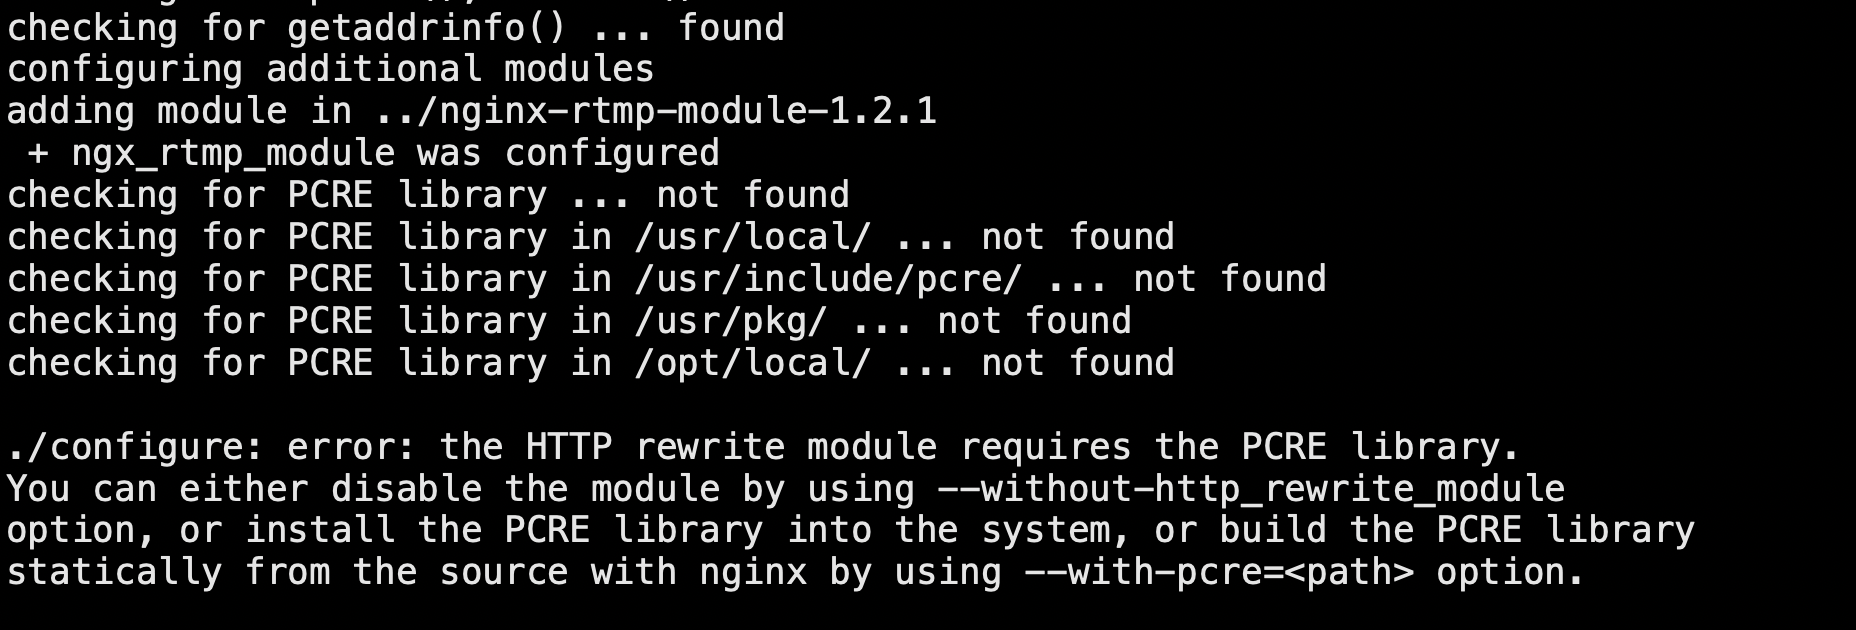 checking for getaddrinfo() ... found
configuring additional modules
adding module in ../nginx-rtmp-module-1.2.1
 + ngx_rtmp_module was configured
checking for PCRE library ... not found
checking for PCRE library in /usr/local/ ... not found
checking for PCRE library in /usr/include/pcre/ ... not found
checking for PCRE library in /usr/pkg/ ... not found
checking for PCRE library in /opt/local/ ... not found

./configure: error: the HTTP rewrite module requires the PCRE library.
You can either disable the module by using --without-http_rewrite_module
option, or install the PCRE library into the system, or build the PCRE library
statically from the source with nginx by using --with-pcre=<path> option.